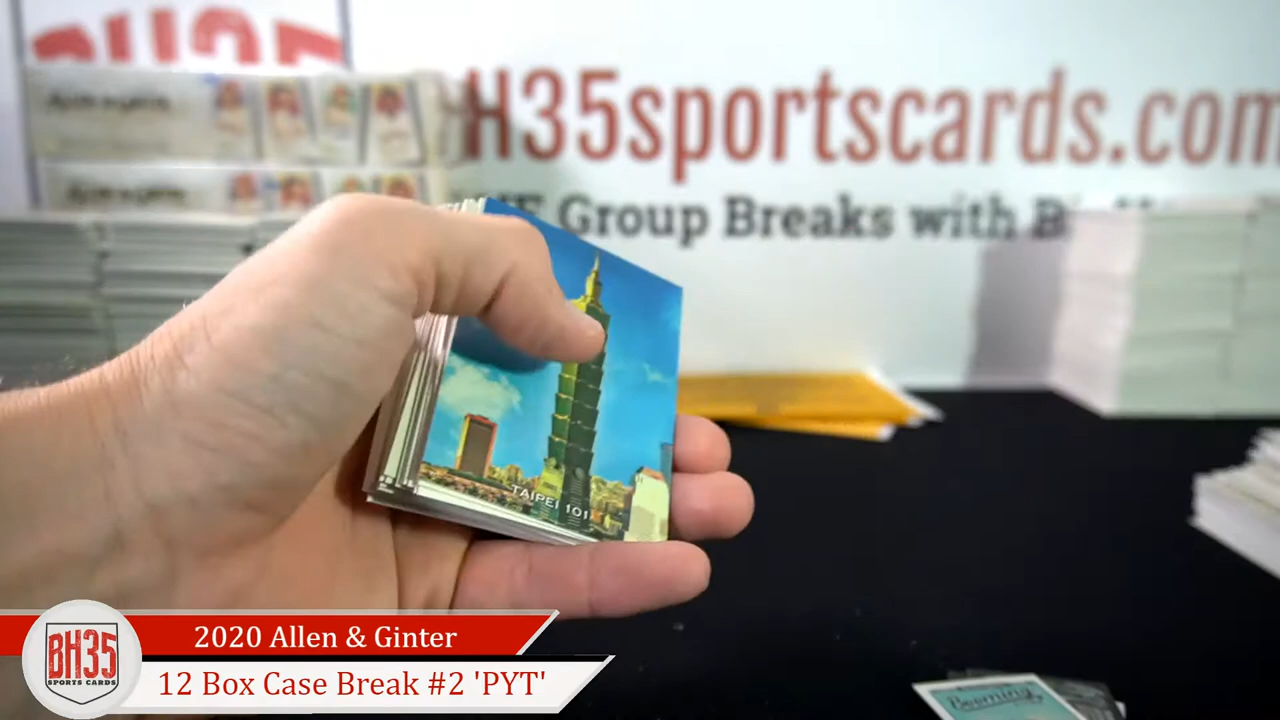 H35sportscards.com
Group Breaks with B
TAIPEI 101
Booming
2020 Allen & Ginter
BH35
SPORTS CARDS
12 Box Case Break #2 'PYT'